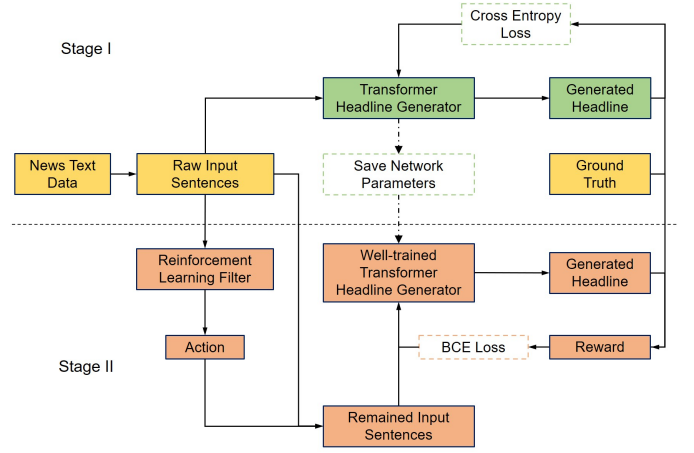 Cross Entropy
Loss
Stage I
Transformer
Headline Generator
Generated
Headline
News Text
Data
Raw Input
Sentences
Save Network
Parameters
Ground
Truth
Reinforcement
Learning Filter
Well-trained
Transformer
Headline Generator
Generated
Headline
Action
BCE Loss
Reward
Stage II
Remained Input
Sentences